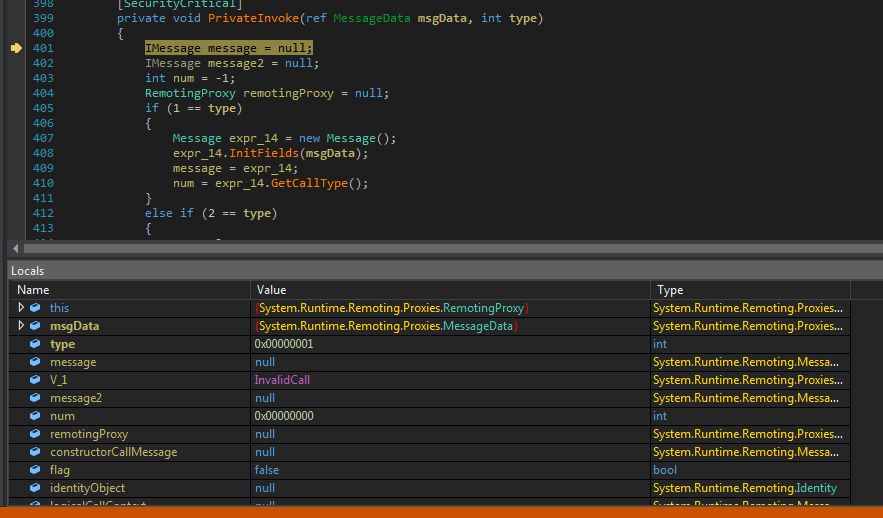 398 [SecurityCritical]
399 private void PrivateInvoke(ref MessageData msgData, int type)
400 {
401 IMessage message = null;
402 IMessage message2 = null;
403 int num = -1;
404 RemotingProxy remotingProxy = null;
405 if (1 == type)
406 {
407 Message expr_14 = new Message();
408 expr_14.InitFields(msgData);
409 message = expr_14;
410 num = expr_14.GetCallType();
411 }
412 else if (2 == type)
413 {
Locals
Name Value Type
this {System.Runtime.Remoting.Proxies.RemotingProxy} System.Runtime.Remoting.Proxies...
msgData {System.Runtime.Remoting.Proxies.MessageData} System.Runtime.Remoting.Proxies...
type 0x00000001 int
message null System.Runtime.Remoting.Messa...
V_1 InvalidCall System.Runtime.Remoting.Proxies...
message2 null System.Runtime.Remoting.Messa...
num 0x00000000 int
remotingProxy null System.Runtime.Remoting.Proxies...
constructorCallMessage null System.Runtime.Remoting.Messa...
flag false bool
identityObject null System.Runtime.Remoting.Identity
logicalCallContext null System.Runtime.Remoting.Messa...